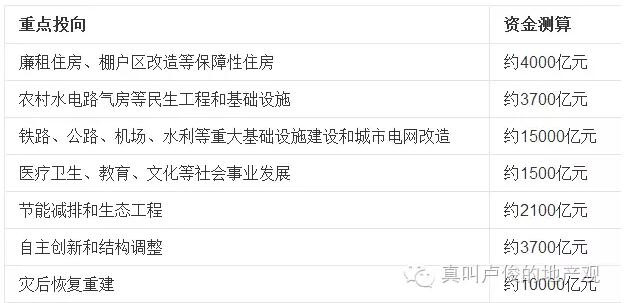 重点投向 资金测算
廉租住房、棚户区改造等保障性住房 约4000亿元
农村水电路气房等民生工程和基础设施 约3700亿元
铁路、公路、机场、水利等重大基础设施建设和城市电网改造 约15000亿元
医疗卫生、教育、文化等社会事业发展 约1500亿元
节能减排和生态工程 约2100亿元
自主创新和结构调整 约3700亿元
灾后恢复重建 约10000亿元
真叫卢俊的地产观